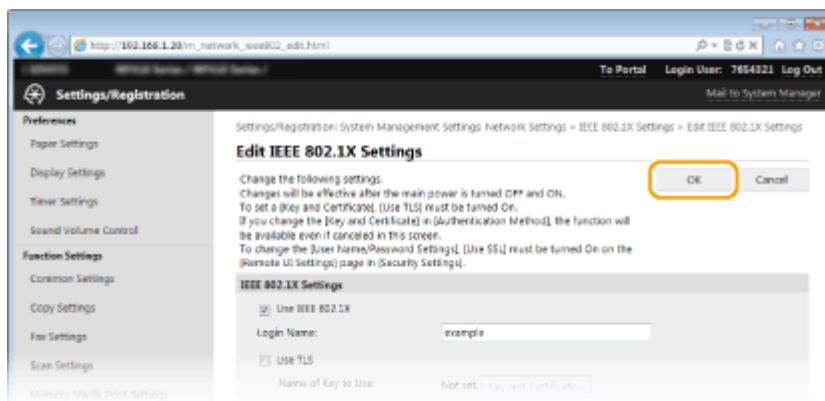 http://192.168.1.20/m_network_ieee802_edit.html
To Portal Login User: 7654321 Log Out
Settings/Registration
Mail to System Manager
Preferences
Paper Settings
Display Settings
Timer Settings
Sound Volume Control
Function Settings
Common Settings
Copy Settings
Fax Settings
Scan Settings
Memory Media Print Settings
Settings/Registration: System Management Settings: Network Settings > IEEE 802.1X Settings > Edit IEEE 802.1X Settings
Edit IEEE 802.1X Settings
OK
Cancel
Change the following settings.
Changes will be effective after the main power is turned OFF and ON.
To set a [Key and Certificate], [Use TLS] must be turned On.
If you change the [Key and Certificate] in [Authentication Method], the function will
be available even if canceled in this screen.
To change the [User Name/Password Settings], [Use SSL] must be turned On on the
[Remote UI Settings] page in [Security Settings].
IEEE 802.1X Settings
Use IEEE 802.1X
Login Name: example
Use TLS
Name of Key to Use: Not set. Key and Certificate...